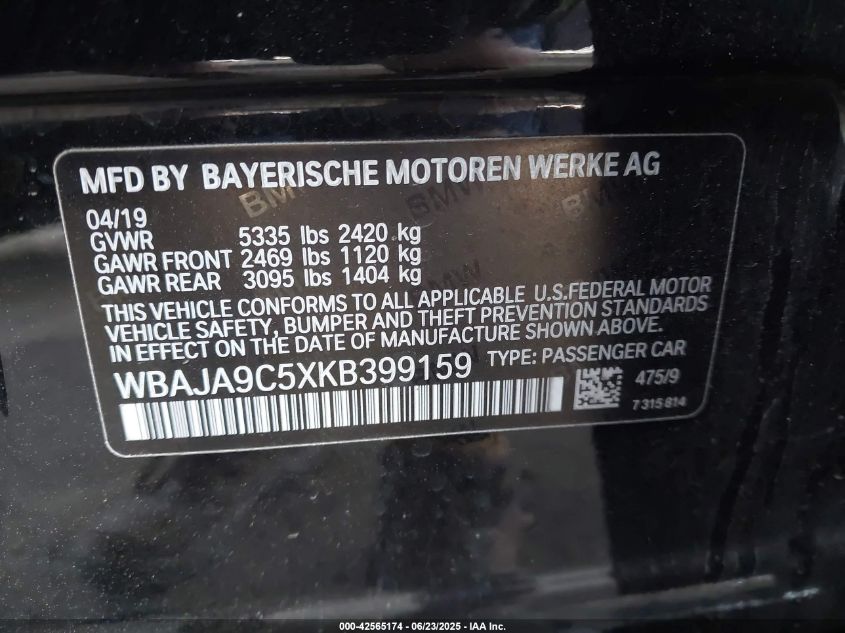 MFD BY BAYERISCHE MOTOREN WERKE AG
04/19
GVWR 5335 lbs 2420 kg
GAWR FRONT 2469 lbs 1120 kg
GAWR REAR 3095 lbs 1404 kg
THIS VEHICLE CONFORMS TO ALL APPLICABLE U.S.FEDERAL MOTOR
VEHICLE SAFETY, BUMPER AND THEFT PREVENTION STANDARDS
IN EFFECT ON THE DATE OF MANUFACTURE SHOWN ABOVE.
WBAJA9C5XKB399159 TYPE: PASSENGER CAR
475/9
7315814
000-42565174 - 06/23/2025 - IAA Inc.